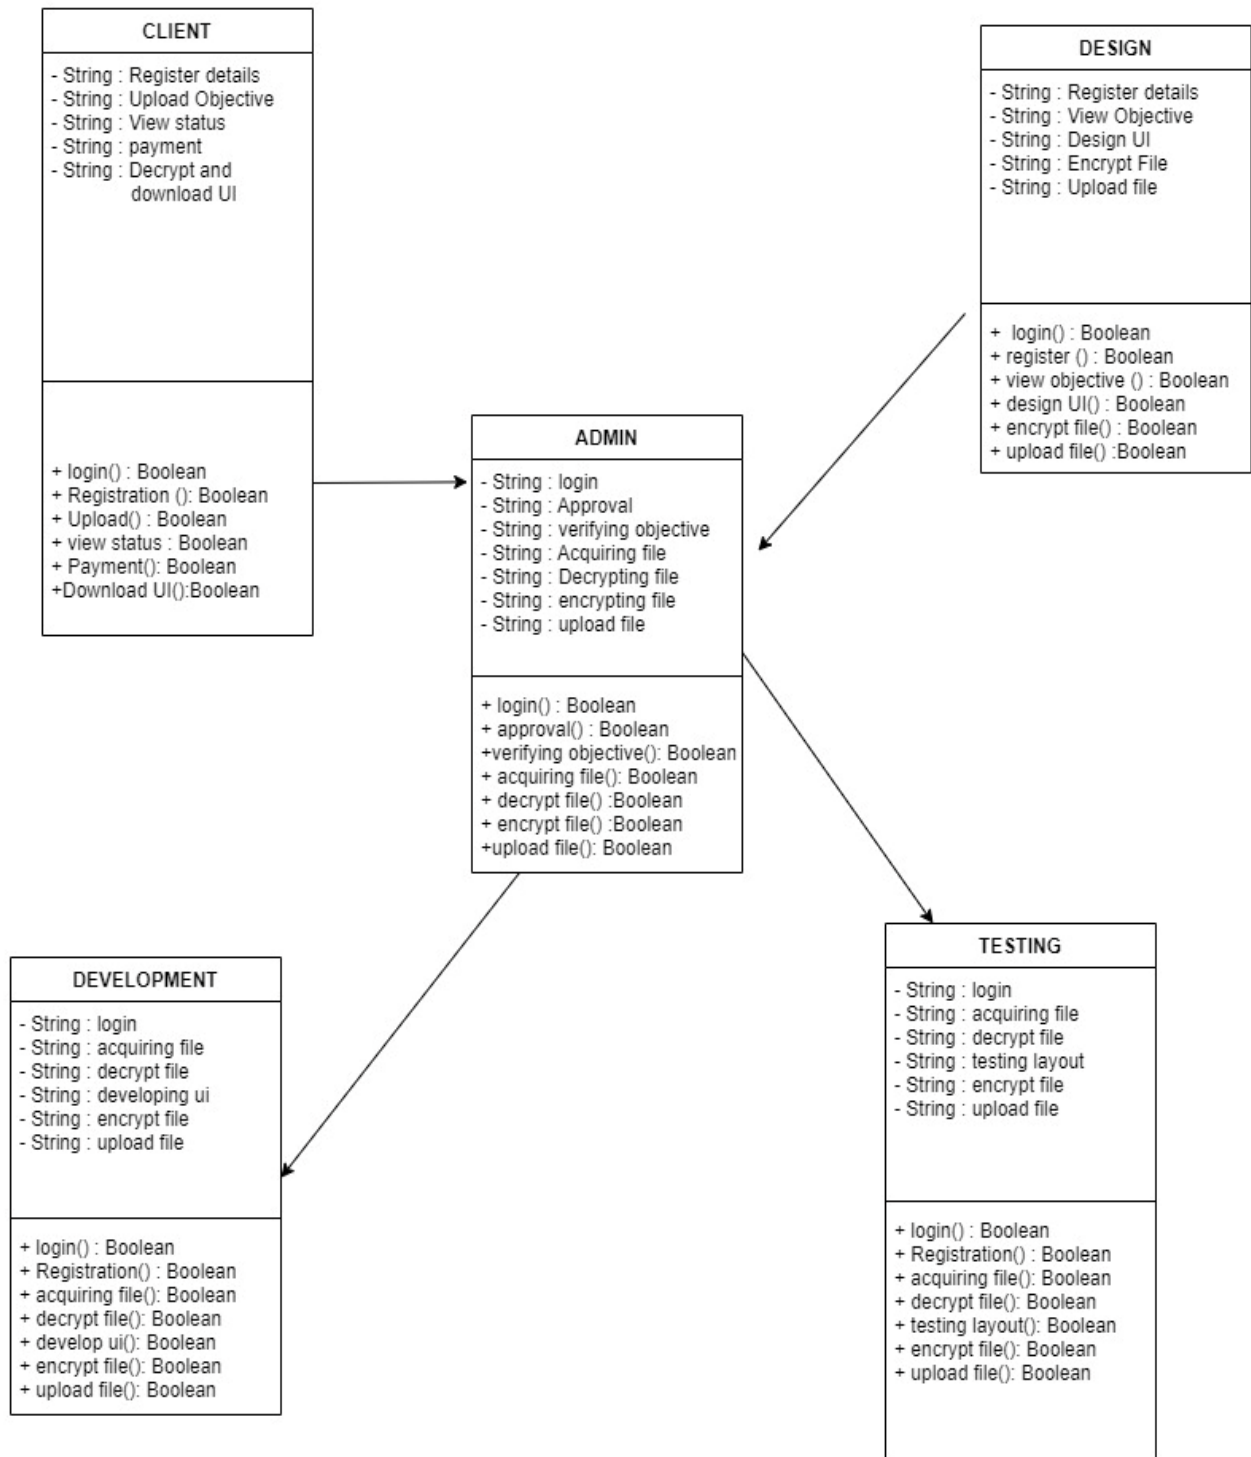 CLIENT
- String : Register details
- String : Upload Objective
- String : View status
- String : payment
- String : Decrypt and
download UI
+ login() : Boolean
+ Registration (): Boolean
+ Upload() : Boolean
+ view status : Boolean
+ Payment(): Boolean
+Download UI():Boolean
DESIGN
- String : Register details
- String : View Objective
- String : Design UI
- String : Encrypt File
- String : Upload file
+ login() : Boolean
+ register () : Boolean
+ view objective () : Boolean
+ design UI() : Boolean
+ encrypt file() : Boolean
+ upload file() :Boolean
ADMIN
- String : login
- String : Approval
- String : verifying objective
- String : Acquiring file
- String : Decrypting file
- String : encrypting file
- String : upload file
+ login() : Boolean
+ approval() : Boolean
+verifying objective(): Boolean
+ acquiring file(): Boolean
+ decrypt file() :Boolean
+ encrypt file() :Boolean
+upload file(): Boolean
DEVELOPMENT
- String : login
- String : acquiring file
- String : decrypt file
- String : developing ui
- String : encrypt file
- String : upload file
+ login() : Boolean
+ Registration() : Boolean
+ acquiring file(): Boolean
+ decrypt file(): Boolean
+ develop ui(): Boolean
+ encrypt file(): Boolean
+ upload file(): Boolean
TESTING
- String : login
- String : acquiring file
- String : decrypt file
- String : testing layout
- String : encrypt file
- String : upload file
+ login() : Boolean
+ Registration() : Boolean
+ acquiring file(): Boolean
+ decrypt file(): Boolean
+ testing layout(): Boolean
+ encrypt file(): Boolean
+ upload file(): Boolean